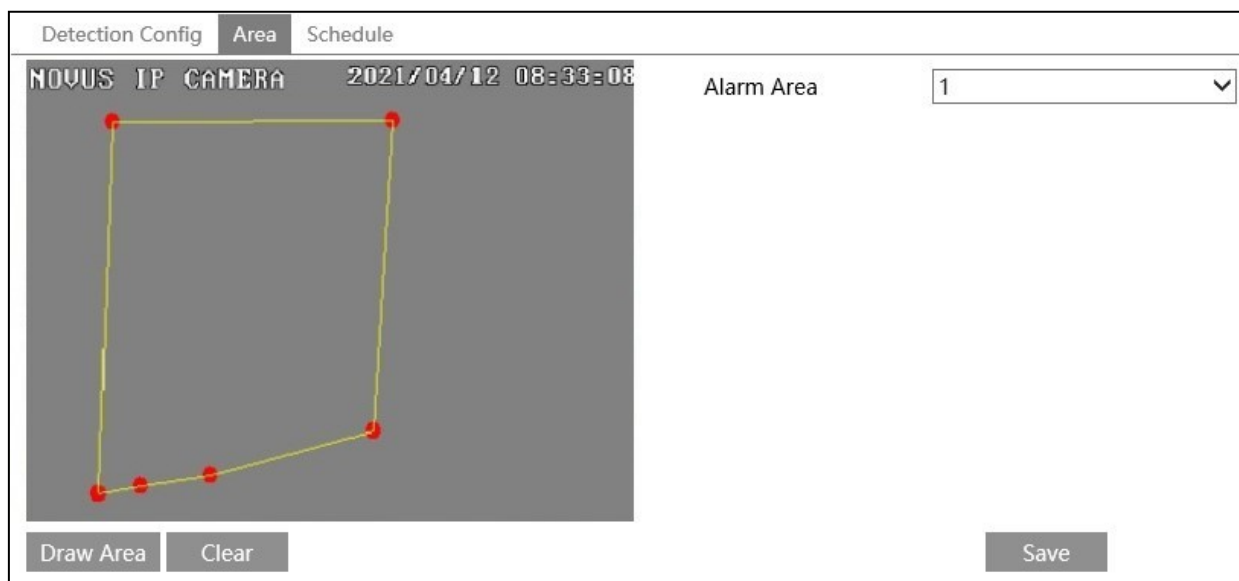 Detection Config Area Schedule
NOVUS IP CAMERA 2021/04/12 08:33:08
Alarm Area 1
Draw Area Clear Save